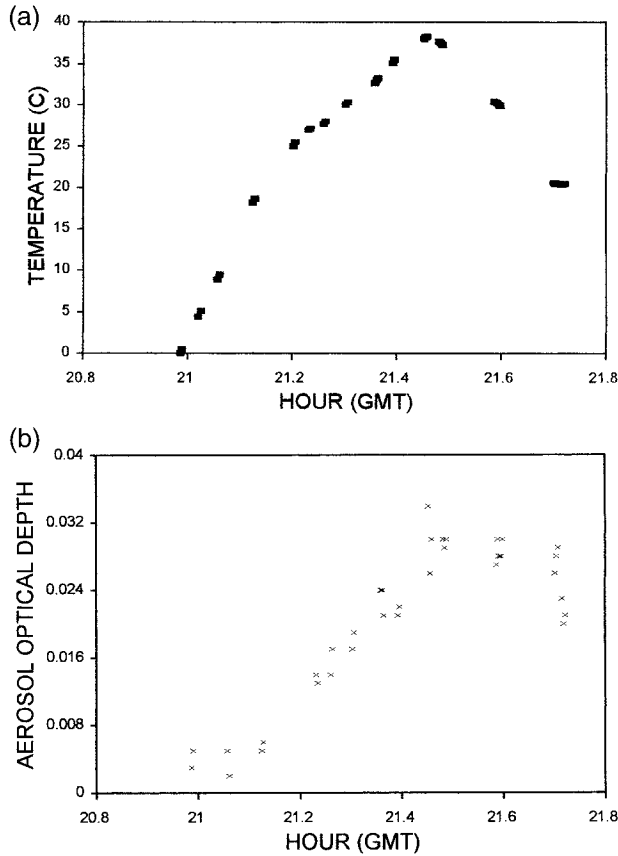 (a)
TEMPERATURE (C)
40
35
30
25
20
15
10
5
0
20.8 21 21.2 21.4 21.6 21.8
HOUR (GMT)
(b)
AEROSOL OPTICAL DEPTH
0.04
0.032
0.024
0.016
0.008
0
20.8 21 21.2 21.4 21.6 21.8
HOUR (GMT)